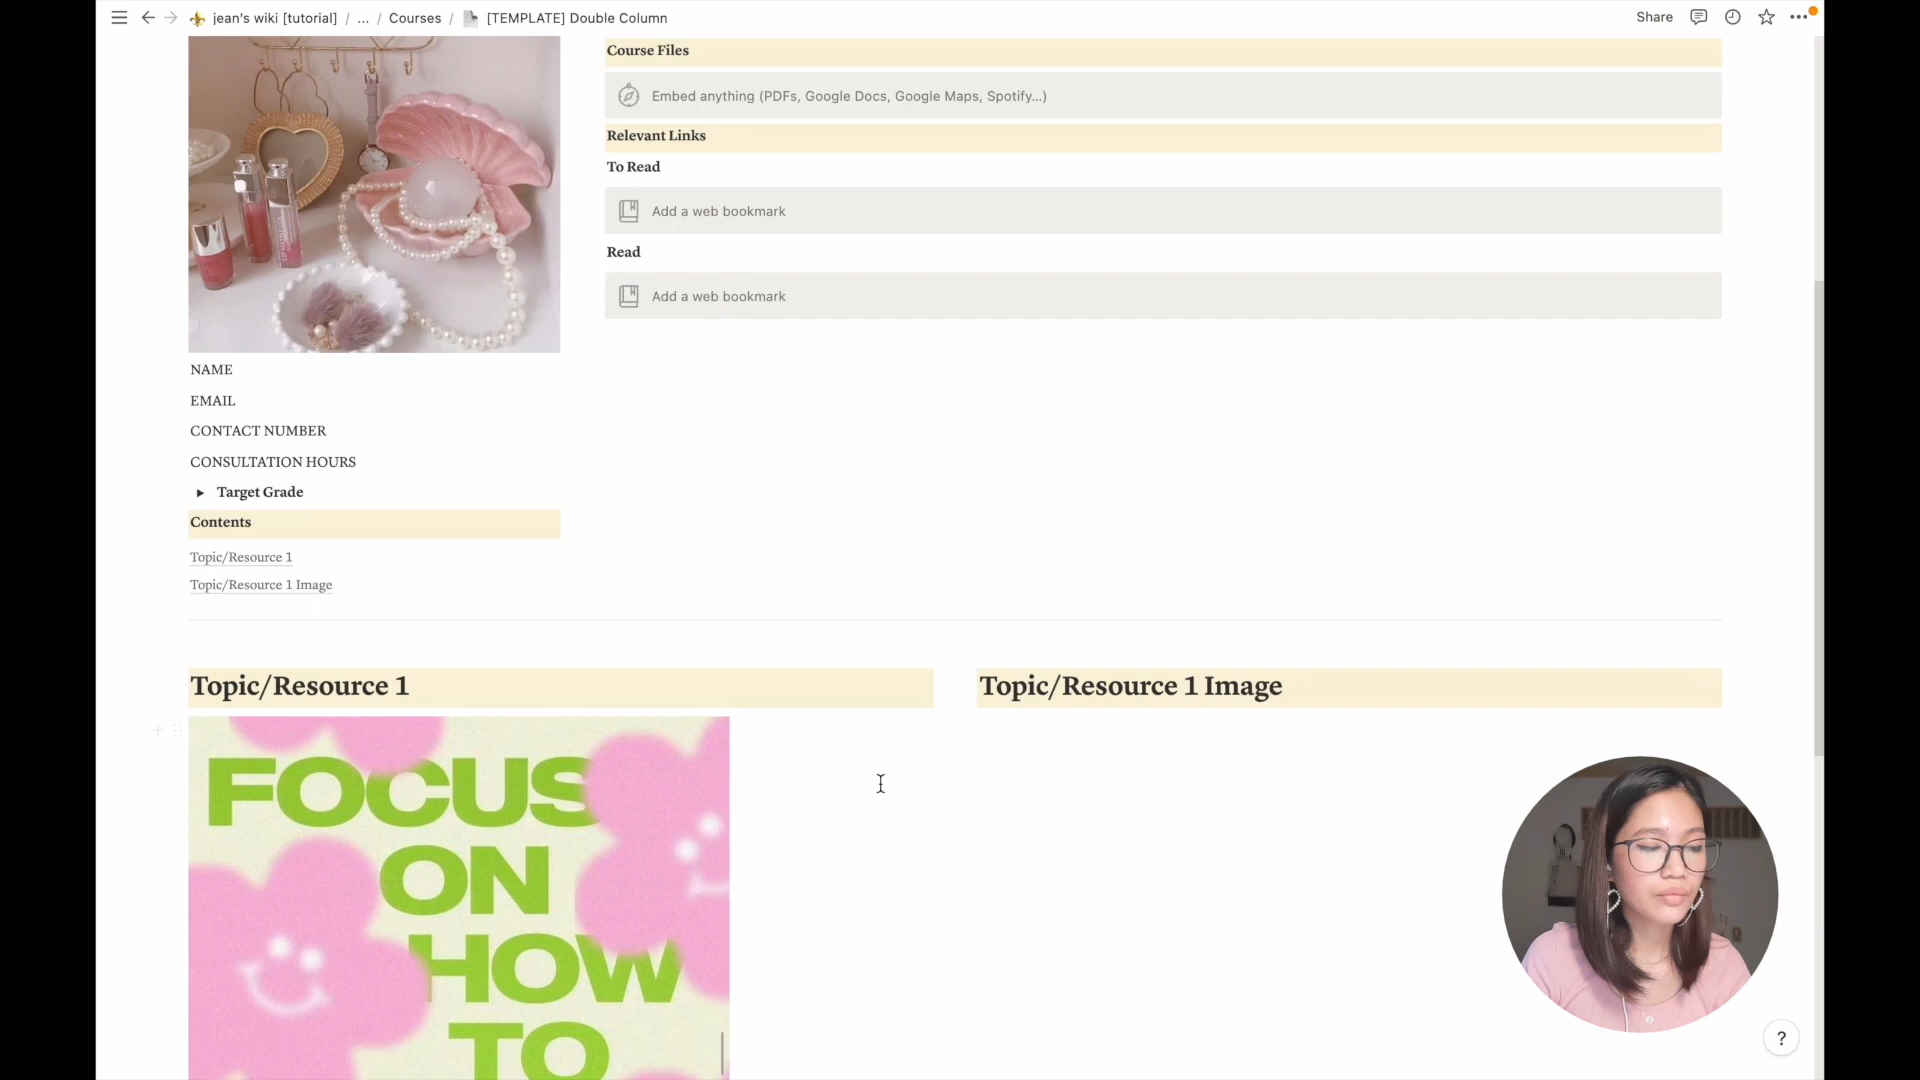 jean's wiki [tutorial] / ... / Courses / [TEMPLATE] Double Column
Share
Course Files
Embed anything (PDFs, Google Docs, Google Maps, Spotify...)
Relevant Links
To Read
Add a web bookmark
Read
Add a web bookmark
NAME
EMAIL
CONTACT NUMBER
CONSULTATION HOURS
Target Grade
Contents
Topic/Resource 1
Topic/Resource 1 Image
Topic/Resource 1
Topic/Resource 1 Image
FOCUS
ON
HOW
TO
?